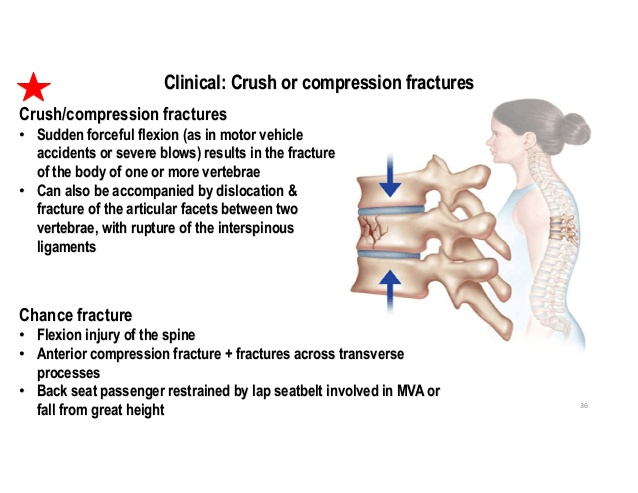 Clinical: Crush or compression fractures
Crush/compression fractures
• Sudden forceful flexion (as in motor vehicle
accidents or severe blows) results in the fracture
of the body of one or more vertebrae
• Can also be accompanied by dislocation &
fracture of the articular facets between two
vertebrae, with rupture of the interspinous
ligaments
Chance fracture
• Flexion injury of the spine
• Anterior compression fracture + fractures across transverse
processes
• Back seat passenger restrained by lap seatbelt involved in MVA or
fall from great height
36